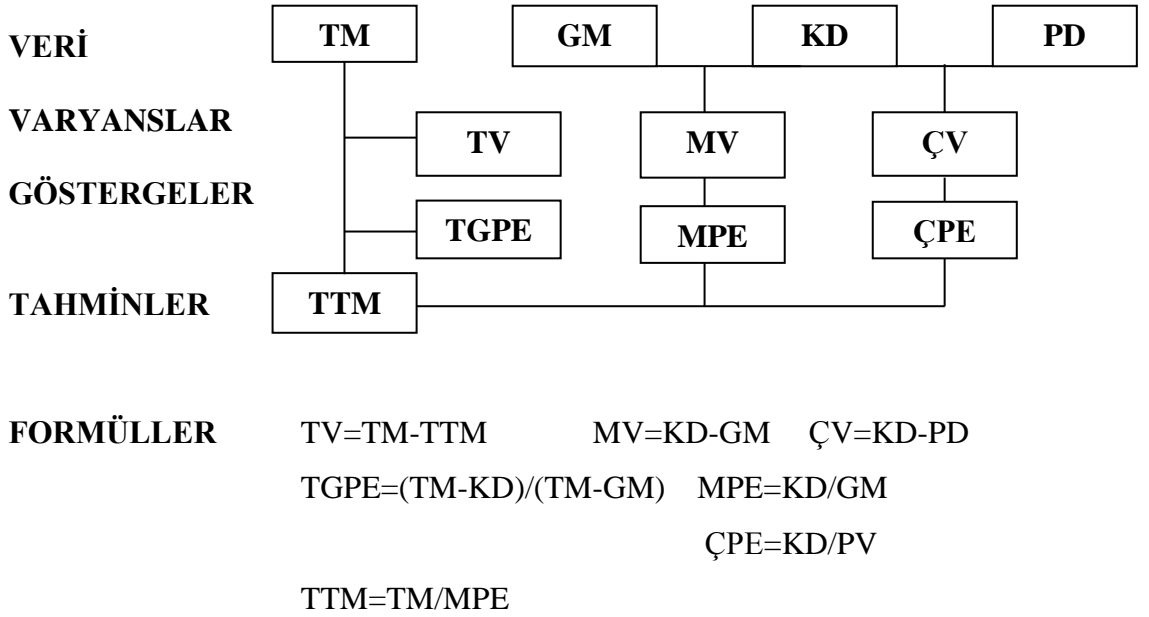 VERİ TM GM KD PD
VARYANSLAR TV MV ÇV
GÖSTERGELER TGPE MPE ÇPE
TAHMİNLER TTM
FORMÜLLER TV=TM-TTM MV=KD-GM ÇV=KD-PD
TGPE=(TM-KD)/(TM-GM) MPE=KD/GM
ÇPE=KD/PV
TTM=TM/MPE